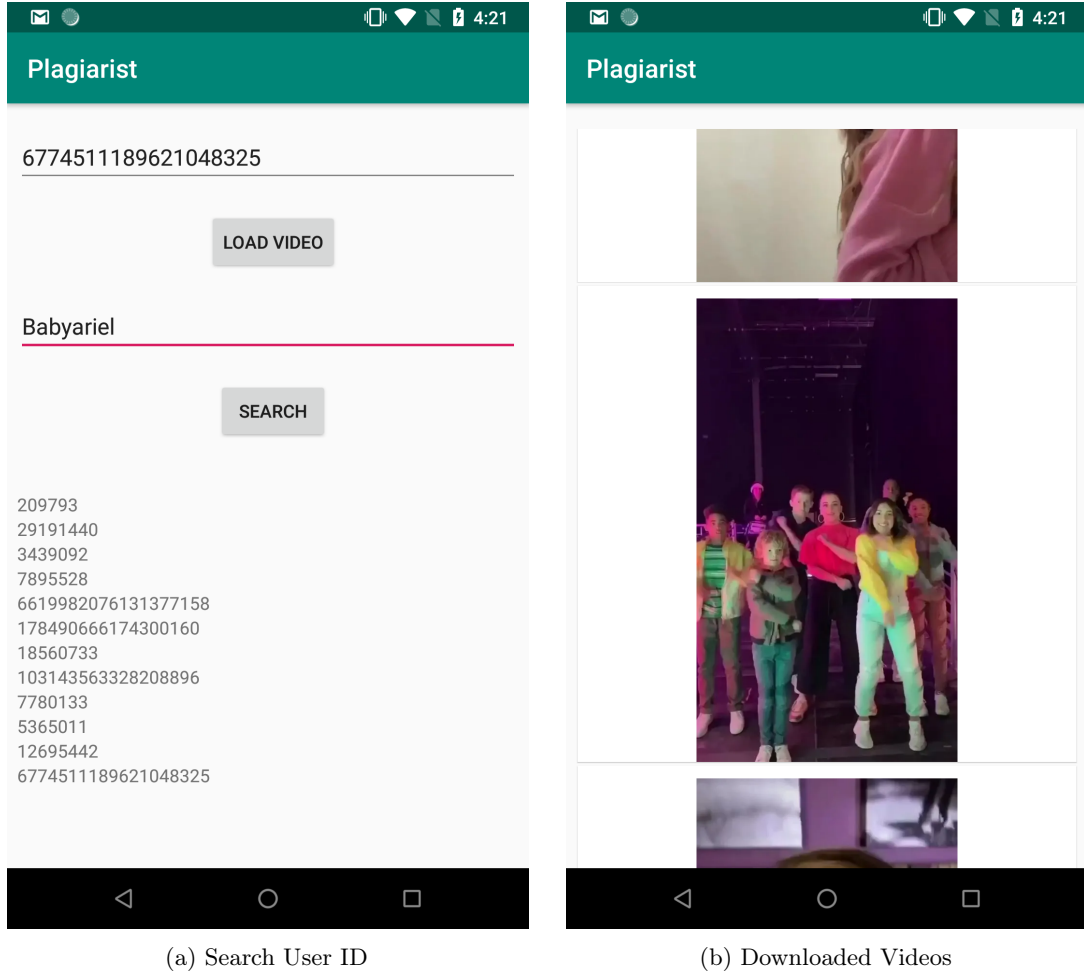 4:21
Plagiarist
6774511189621048325
LOAD VIDEO
Babyariel
SEARCH
209793
29191440
3439092
7895528
6619982076131377158
178490666174300160
18560733
103143563328208896
7780133
5365011
12695442
6774511189621048325
(a) Search User ID
4:21
Plagiarist
(b) Downloaded Videos